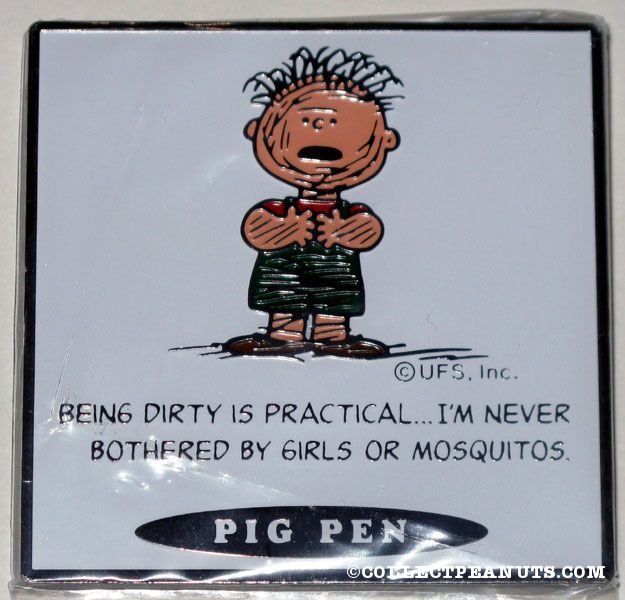 ©UFS, Inc.
BEING DIRTY IS PRACTICAL...I'M NEVER
BOTHERED BY GIRLS OR MOSQUITOS.
PIG PEN
©COLLECTPEANUTS.COM